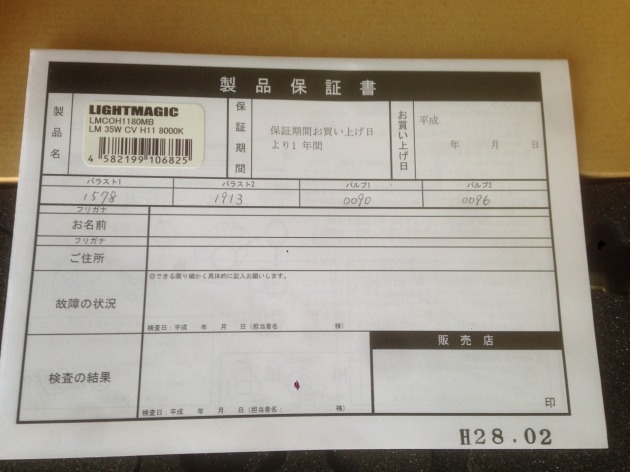 製品保証書
製品名
LIGHTMAGIC
LMCOH1180MB
LM 35W CV H11 8000K
4 582199 106825
保証期間
保証期間お買い上げ日
より1年間
お買い上げ日
平成
年 月 日
バラスト1 バラスト2 バルブ1 バルブ2
1578 1913 0090 0096
フリガナ
お名前
フリガナ
ご住所
故障の状況
◎できる限り細かく具体的に記入お願いします。
検査日:平成 年 月 日(担当者名 様)
検査の結果
検査日:平成 年 月 日(担当者名: 様)
販売店
印
H28.02